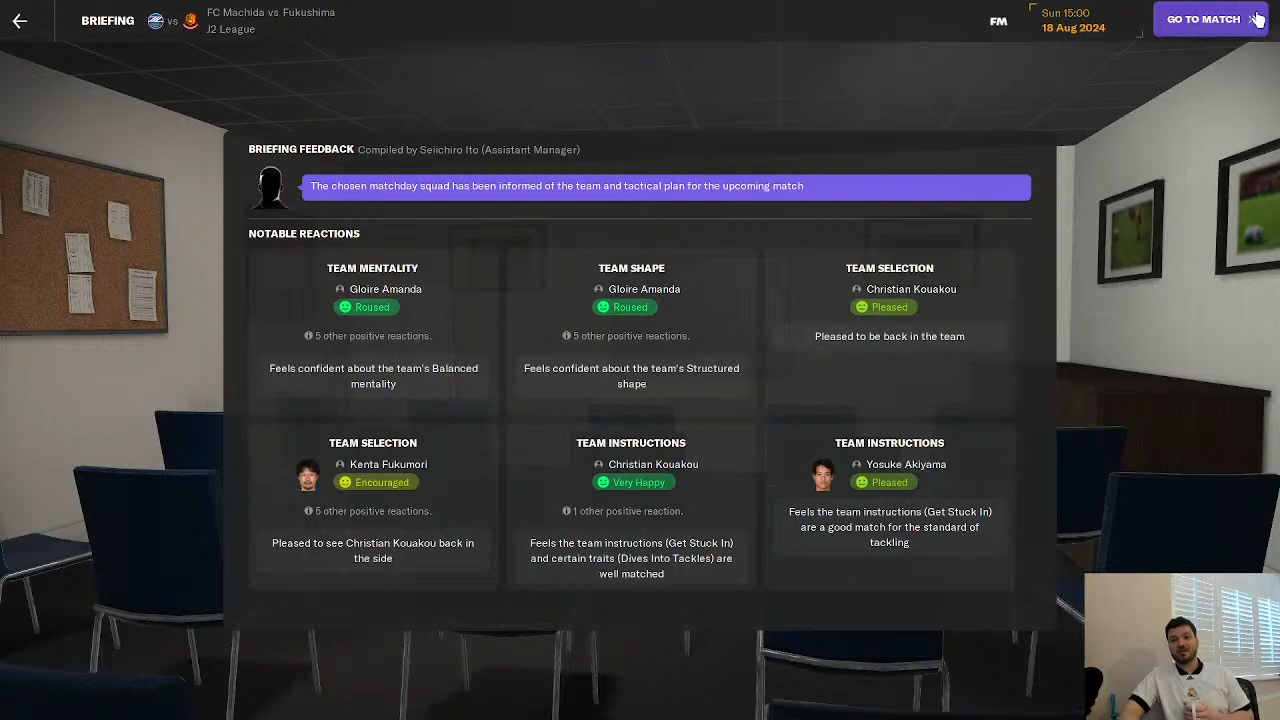 BRIEFING
vs
FC Machida vs Fukushima
J2 League
FM
Sun 15:00
18 Aug 2024
GO TO MATCH
BRIEFING FEEDBACK Compiled by Seiichiro Ito (Assistant Manager)
The chosen matchday squad has been informed of the team and tactical plan for the upcoming match
NOTABLE REACTIONS
TEAM MENTALITY
Gloire Amanda
Roused
5 other positive reactions.
Feels confident about the team's Balanced
mentality
TEAM SHAPE
Gloire Amanda
Roused
5 other positive reactions.
Feels confident about the team's Structured
shape
TEAM SELECTION
Christian Kouakou
Pleased
Pleased to be back in the team
TEAM SELECTION
Kenta Fukumori
Encouraged
5 other positive reactions.
Pleased to see Christian Kouakou back in
the side
TEAM INSTRUCTIONS
Christian Kouakou
Very Happy
1 other positive reaction.
Feels the team instructions (Get Stuck In)
and certain traits (Dives Into Tackles) are
well matched
TEAM INSTRUCTIONS
Yosuke Akiyama
Pleased
Feels the team instructions (Get Stuck In)
are a good match for the standard of
tackling